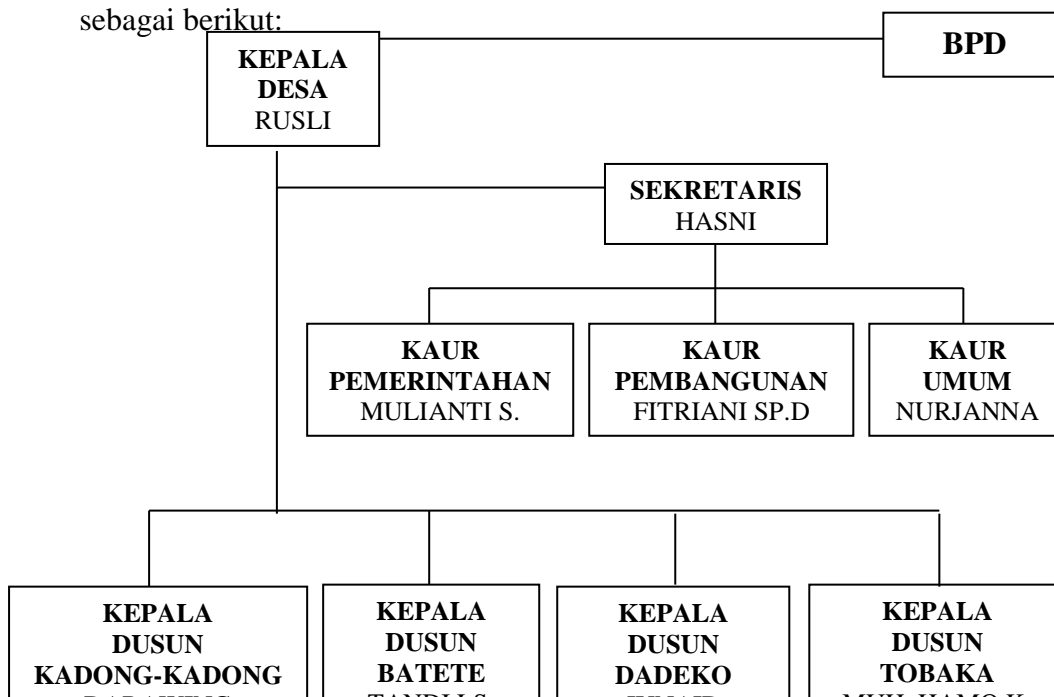 sebagai berikut:
BPD
KEPALA
DESA
RUSLI
SEKRETARIS
HASNI
KAUR
PEMERINTAHAN
MULIANTI S.
KAUR
PEMBANGUNAN
FITRIANI SP.D
KAUR
UMUM
NURJANNA
KEPALA
DUSUN
KADONG-KADONG
KEPALA
DUSUN
BATETE
KEPALA
DUSUN
DADEKO
KEPALA
DUSUN
TOBAKA